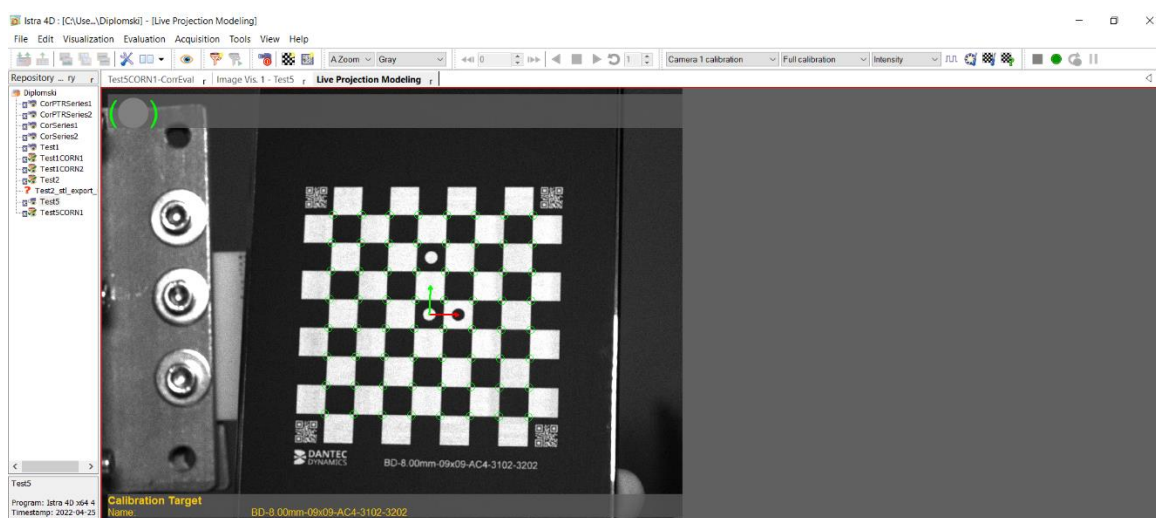 Istra 4D : [C:\Use...\Diplomski] - [Live Projection Modeling]
File Edit Visualization Evaluation Acquisition Tools View Help
A Zoom Gray 0 1 Camera 1 calibration Full calibration Intensity
Repository ... ry Test5CORN1-CorrEval Image Vis. 1 - Test5 Live Projection Modeling
Diplomski
CorPTRSeries1
CorPTRSeries2
CorSeries1
CorSeries2
Test1
Test1CORN1
Test1CORN2
Test2
Test2_stl_export_
Test5
Test5CORN1
DANTEC
DYNAMICS
BD-8.00mm-09x09-AC4-3102-3202
Test5
Program: Istra 4D x64 4
Timestamp: 2022-04-25
Calibration Target
Name: BD-8.00mm-09x09-AC4-3102-3202